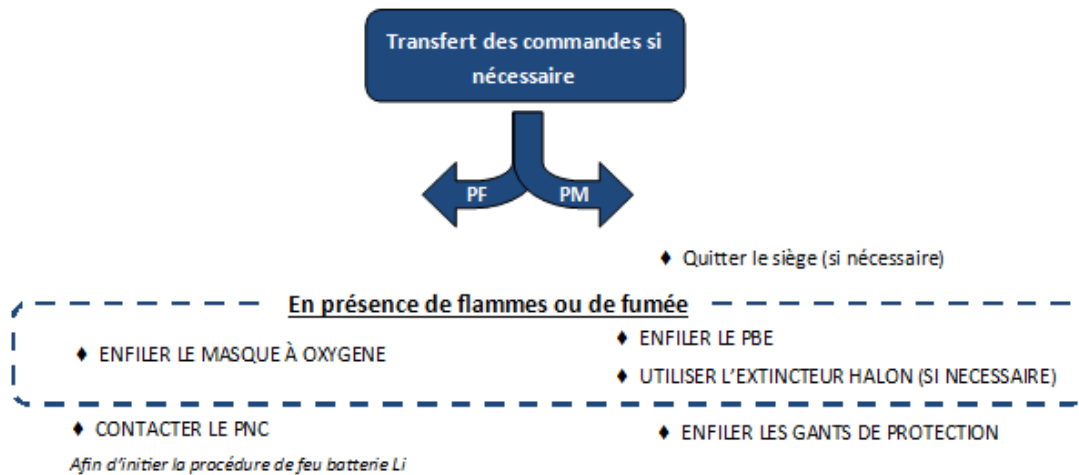 Transfert des commandes si
nécessaire
PF
PM
♦ Quitter le siège (si nécessaire)
En présence de flammes ou de fumée
♦ ENFILER LE MASQUE À OXYGENE
♦ ENFILER LE PBE
♦ UTILISER L'EXTINCTEUR HALON (SI NECESSAIRE)
♦ CONTACTER LE PNC
Afin d'initier la procédure de feu batterie Li
♦ ENFILER LES GANTS DE PROTECTION